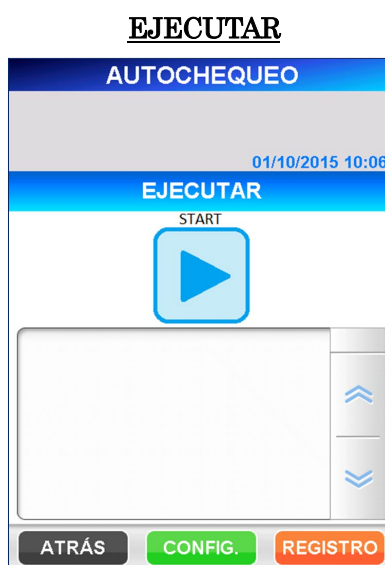 EJECUTAR
AUTOCHEQUEO
01/10/2015 10:06
EJECUTAR
START
ATRÁS CONFIG. REGISTRO